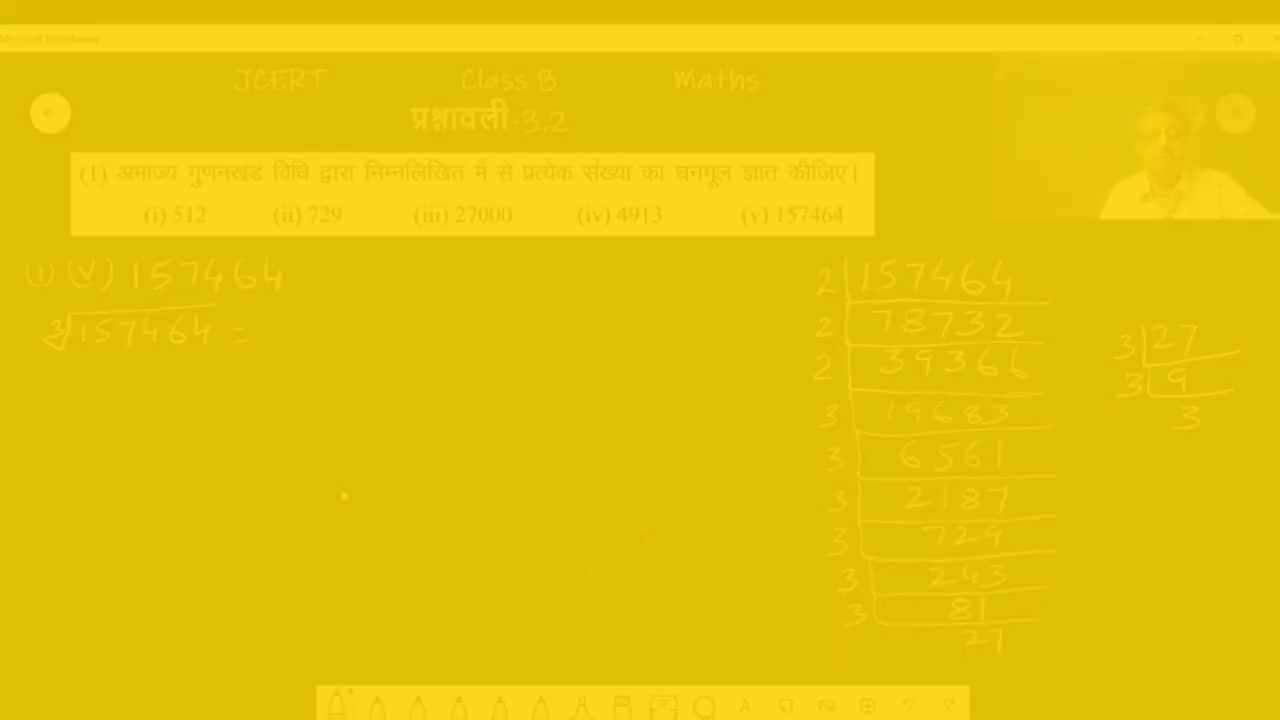 JCERT Class 8 Maths
प्रश्नावली-3.2
(1) अभाज्य गुणनखंड विधि द्वारा निम्नलिखित में से प्रत्येक संख्या का घनमूल ज्ञात कीजिए।
(i) 512 (ii) 729 (iii) 27000 (iv) 4913 (v) 157464
(1) (v) 157464
∛157464 =
2 157464
2 78732
2 39366
3 19683
3 6561
3 2187
3 729
3 243
3 81
27
3 27
3 9
3